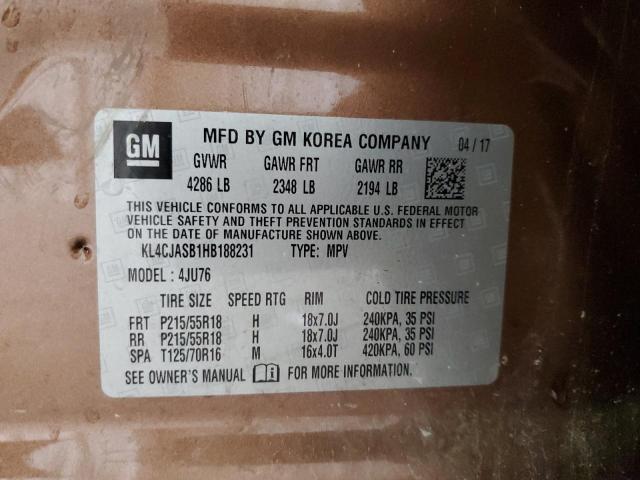 GM
MFD BY GM KOREA COMPANY 04 / 17
GVWR GAWR FRT GAWR RR
4286 LB 2348 LB 2194 LB
THIS VEHICLE CONFORMS TO ALL APPLICABLE U.S. FEDERAL MOTOR
VEHICLE SAFETY AND THEFT PREVENTION STANDARDS IN EFFECT
ON THE DATE OF MANUFACTURE SHOWN ABOVE.
KL4CJASB1HB188231 TYPE: MPV
MODEL : 4JU76
TIRE SIZE SPEED RTG RIM COLD TIRE PRESSURE
FRT P215/55R18 H 18x7.0J 240KPA, 35 PSI
RR P215/55R18 H 18x7.0J 240KPA, 35 PSI
SPA T125/70R16 M 16x4.0T 420KPA, 60 PSI
SEE OWNER'S MANUAL FOR MORE INFORMATION.